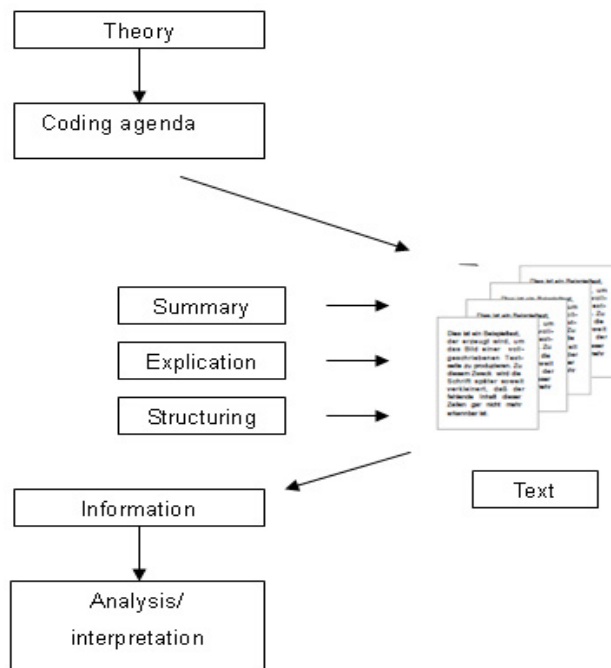 Theory
Coding agenda
Summary
Explication
Structuring
Dies ist ein Beispieltext,
der erzeugt wird, um
das Bild einer voll-
geschriebenen Text-
seite zu produzieren. Zu
diesem Zweck wird die
Schrift später soweit
verkleinert, daß der
fehlende Inhalt dieser
Zeilen gar nicht mehr
erkennbar ist.
Text
Information
Analysis/
interpretation